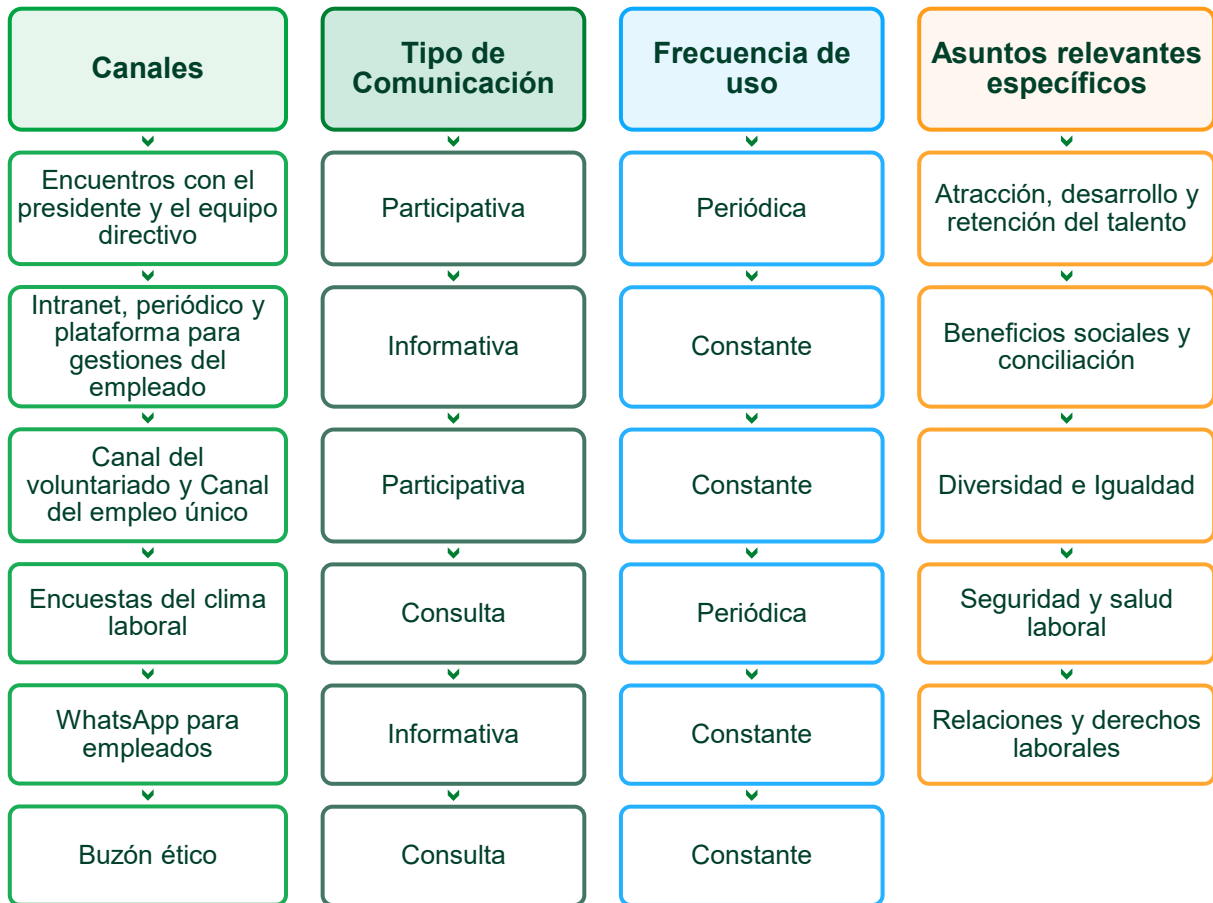 Canales
Tipo de
Comunicación
Frecuencia de
uso
Asuntos relevantes
específicos
Encuentros con el
presidente y el equipo
directivo
Participativa
Periódica
Atracción, desarrollo y
retención del talento
Intranet, periódico y
plataforma para
gestiones del
empleado
Informativa
Constante
Beneficios sociales y
conciliación
Canal del
voluntariado y Canal
del empleo único
Participativa
Constante
Diversidad e Igualdad
Encuestas del clima
laboral
Consulta
Periódica
Seguridad y salud
laboral
WhatsApp para
empleados
Informativa
Constante
Relaciones y derechos
laborales
Buzón ético
Consulta
Constante